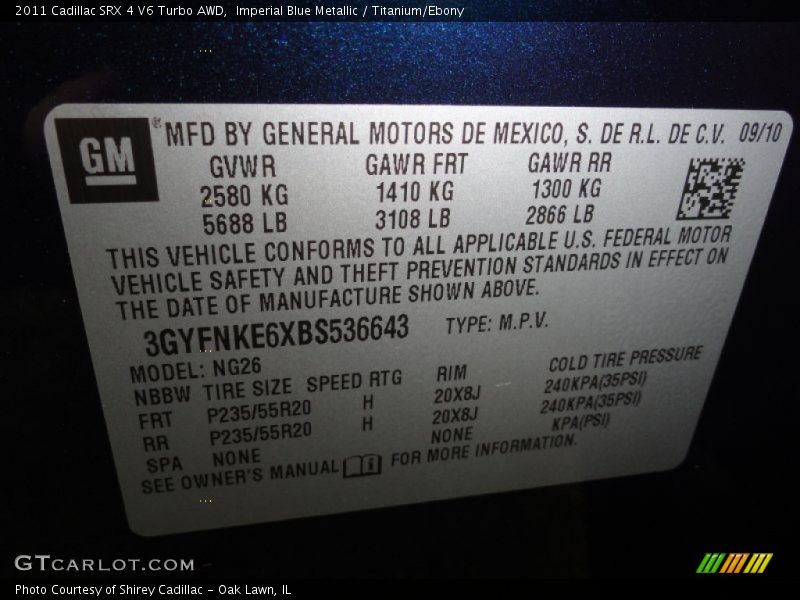 2011 Cadillac SRX 4 V6 Turbo AWD,  Imperial Blue Metallic / Titanium/Ebony
GM ® MFD BY GENERAL MOTORS DE MEXICO, S. DE R.L. DE C.V. 09/10
GVWR GAWR FRT GAWR RR
2580 KG 1410 KG 1300 KG
5688 LB 3108 LB 2866 LB
THIS VEHICLE CONFORMS TO ALL APPLICABLE U.S. FEDERAL MOTOR
VEHICLE SAFETY AND THEFT PREVENTION STANDARDS IN EFFECT ON
THE DATE OF MANUFACTURE SHOWN ABOVE.
3GYFNKE6XBS536643 TYPE: M.P.V.
MODEL: NG26
NBBW TIRE SIZE SPEED RTG RIM COLD TIRE PRESSURE
FRT P235/55R20 H 20X8J 240KPA(35PSI)
RR P235/55R20 H 20X8J 240KPA(35PSI)
SPA NONE NONE KPA(PSI)
SEE OWNER'S MANUAL FOR MORE INFORMATION.
GTCARLOT.COM
Photo Courtesy of Shirey Cadillac - Oak Lawn, IL